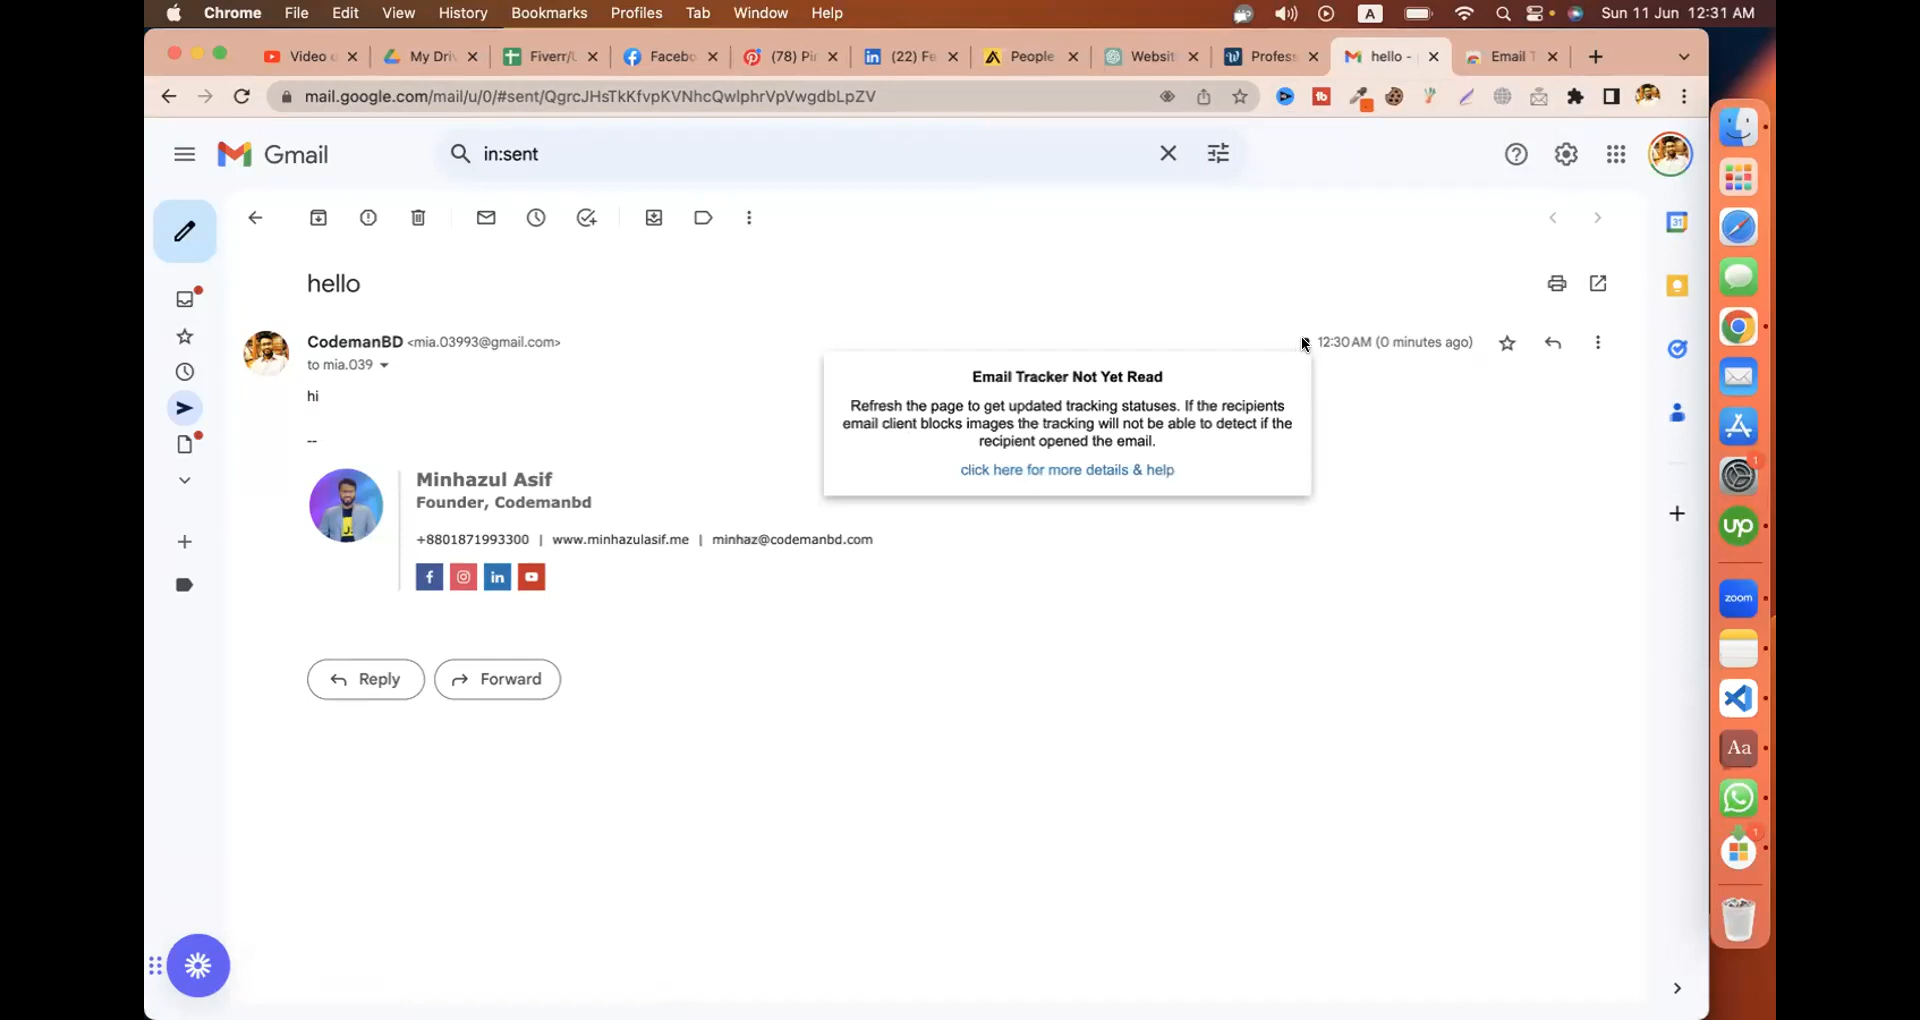 Chrome File Edit View History Bookmarks Profiles Tab Window Help A Sun 11 Jun 12:31 AM
Video My Driv Fiverr/ Facebo (78) Pi (22) Fe People Websit Profes hello - Email T
mail.google.com/mail/u/0/#sent/QgrcJHsTkKfvpKVNhcQwlphrVpVwgdbLpZV
Gmail
in:sent
31
hello
CodemanBD <mia.03993@gmail.com>
12:30 AM (0 minutes ago)
to mia.039
hi
--
Email Tracker Not Yet Read
Refresh the page to get updated tracking statuses. If the recipients
email client blocks images the tracking will not be able to detect if the
recipient opened the email.
click here for more details & help
Minhazul Asif
Founder, Codemanbd
+8801871993300 | www.minhazulasif.me | minhaz@codemanbd.com
Reply
Forward
1
up
zoom
Aa
1